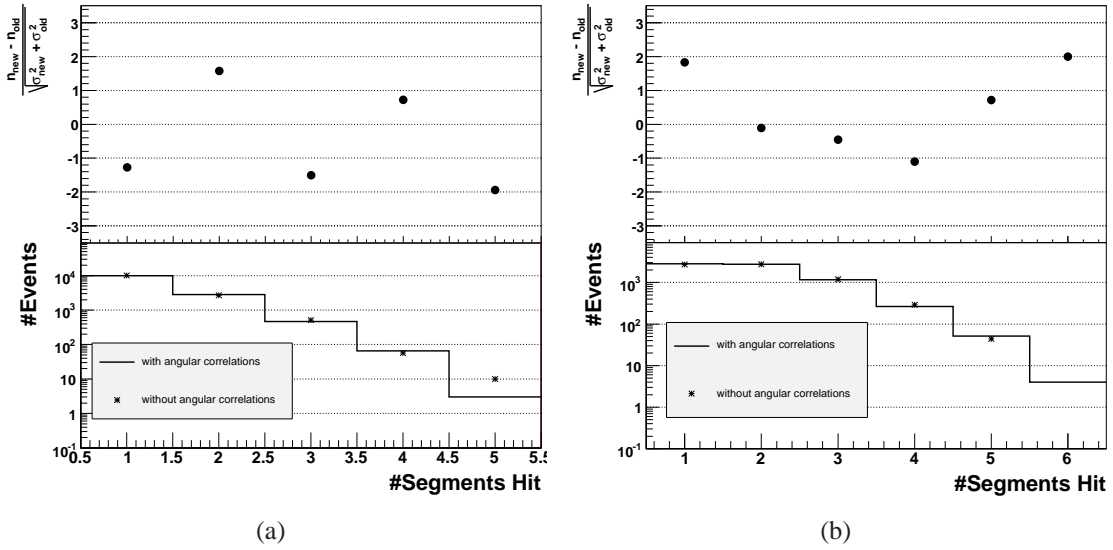 n_new - n_old
√σ²_new + σ²_old
3
2
1
0
-1
-2
-3
#Events
10^4
10^3
10^2
10
1
10^-1
with angular correlations
without angular correlations
0.5 1 1.5 2 2.5 3 3.5 4 4.5 5 5.5
#Segments Hit
(a)
n_new - n_old
√σ²_new + σ²_old
3
2
1
0
-1
-2
-3
#Events
10^3
10^2
10
1
10^-1
with angular correlations
without angular correlations
1 2 3 4 5 6
#Segments Hit
(b)